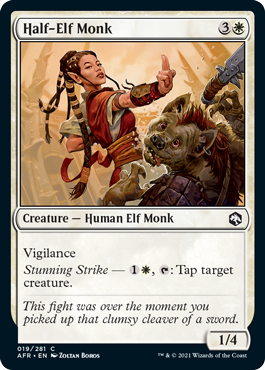 Half-Elf Monk 3
Creature — Human Elf Monk
Vigilance
Stunning Strike — 1, : Tap target
creature.
This fight was over the moment you
picked up that clumsy cleaver of a sword.
1/4
019/281 C
AFR • EN Zoltan Boros
™ & © 2021 Wizards of the Coast